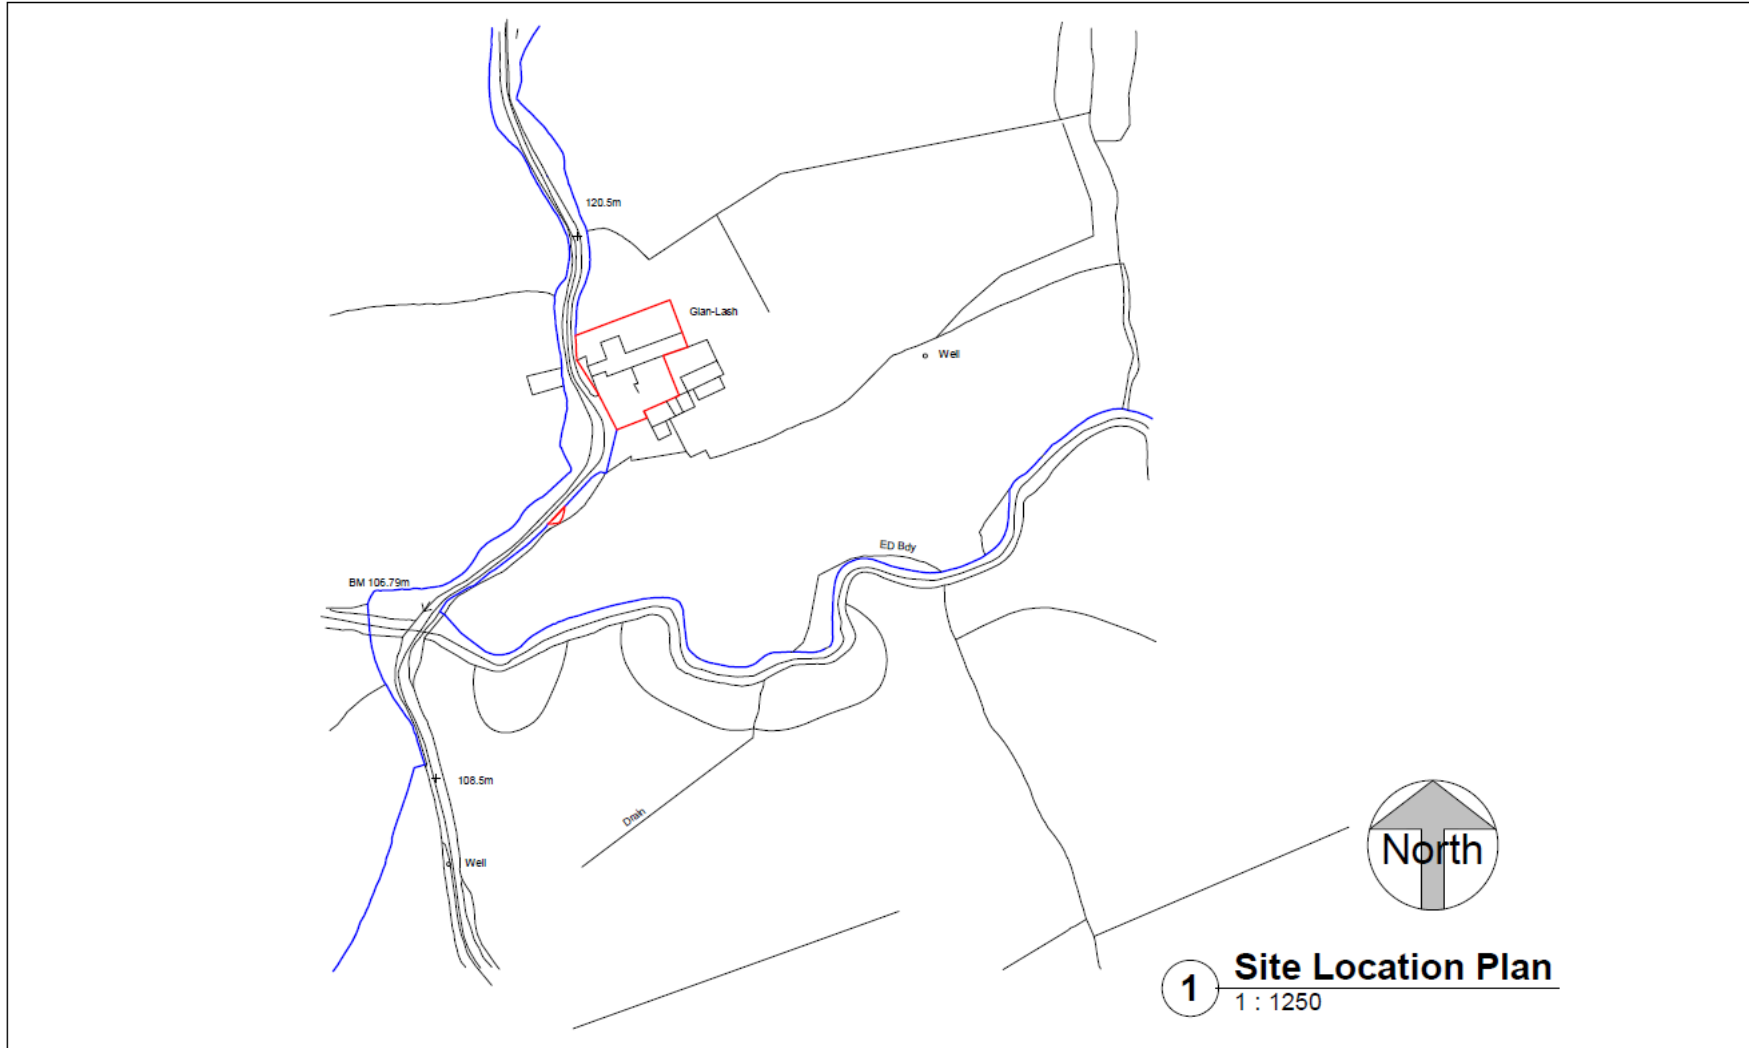 120.5m
Glan-Lash
Well
ED Bdy
BM 106.79m
108.5m
Drain
Well
North
1
Site Location Plan
1 : 1250